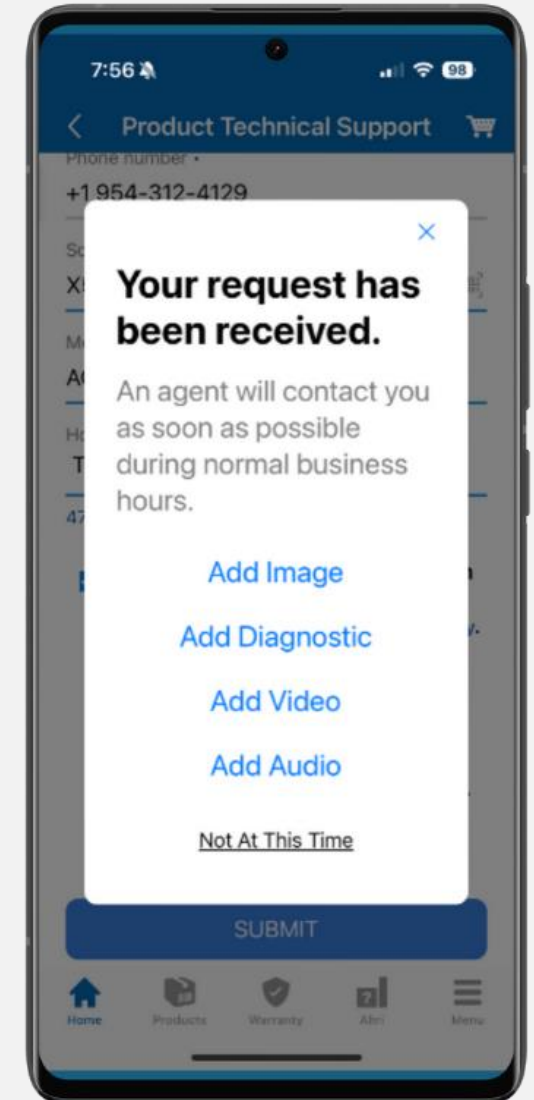 7:56
98
Product Technical Support
Phone number •
+1 954-312-4129
Your request has
been received.
An agent will contact you
as soon as possible
during normal business
hours.
Add Image
Add Diagnostic
Add Video
Add Audio
Not At This Time
SUBMIT
Home Products Warranty Menu